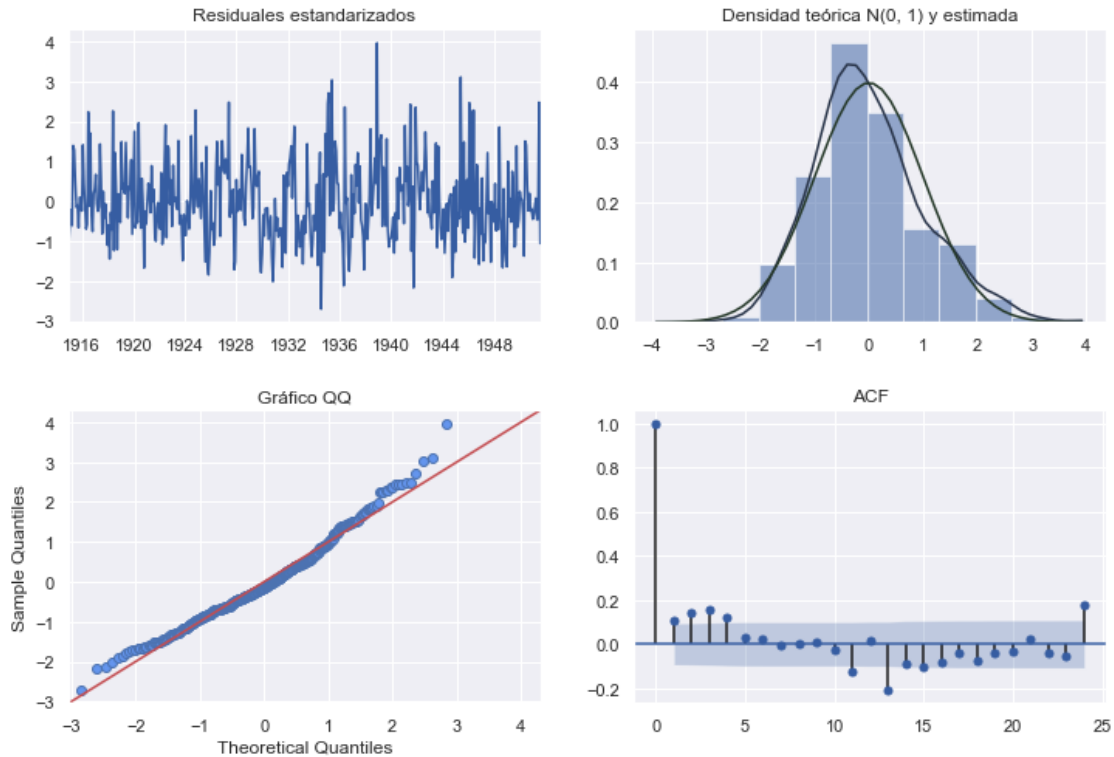 Residuales estandarizados
4
3
2
1
0
−1
−2
−3
1916 1920 1924 1928 1932 1936 1940 1944 1948
Densidad teórica N(0, 1) y estimada
0.4
0.3
0.2
0.1
0.0
−4 −3 −2 −1 0 1 2 3 4
Gráfico QQ
Sample Quantiles
4
3
2
1
0
−1
−2
−3
−3 −2 −1 0 1 2 3 4
Theoretical Quantiles
ACF
1.0
0.8
0.6
0.4
0.2
0.0
−0.2
0 5 10 15 20 25